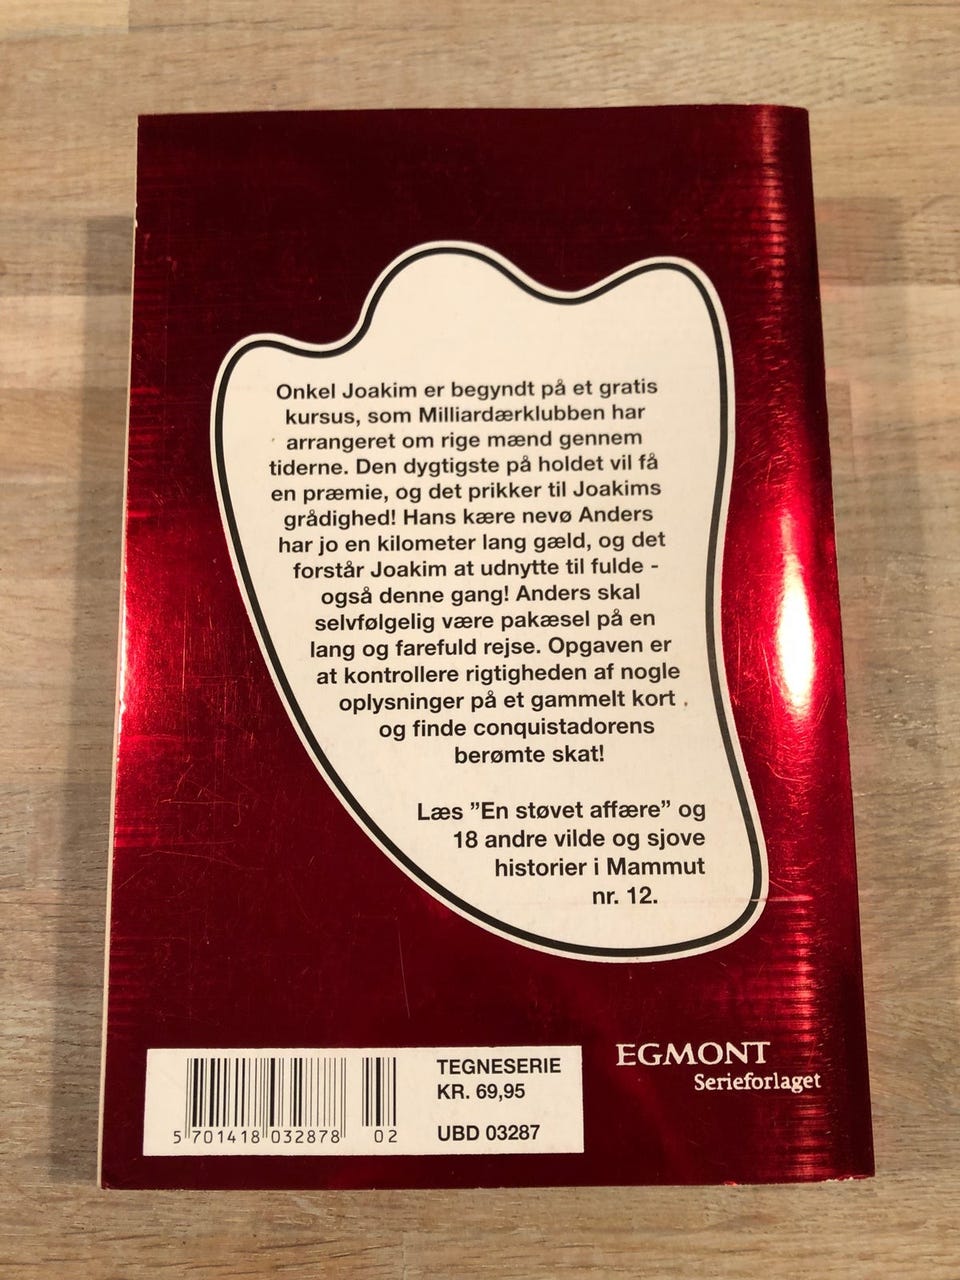 Onkel Joakim er begyndt på et gratis
kursus, som Milliardærklubben har
arrangeret om rige mænd gennem
tiderne. Den dygtigste på holdet vil få
en præmie, og det prikker til Joakims
grådighed! Hans kære nevø Anders
har jo en kilometer lang gæld, og det
forstår Joakim at udnytte til fulde -
også denne gang! Anders skal
selvfølgelig være pakæsel på en
lang og farefuld rejse. Opgaven er
at kontrollere rigtigheden af nogle
oplysninger på et gammelt kort
og finde conquistadorens
berømte skat!
Læs ”En støvet affære” og
18 andre vilde og sjove
historier i Mammut
nr. 12.
TEGNESERIE
KR. 69,95
UBD 03287
5 701418 032878 02
EGMONT
Serieforlaget